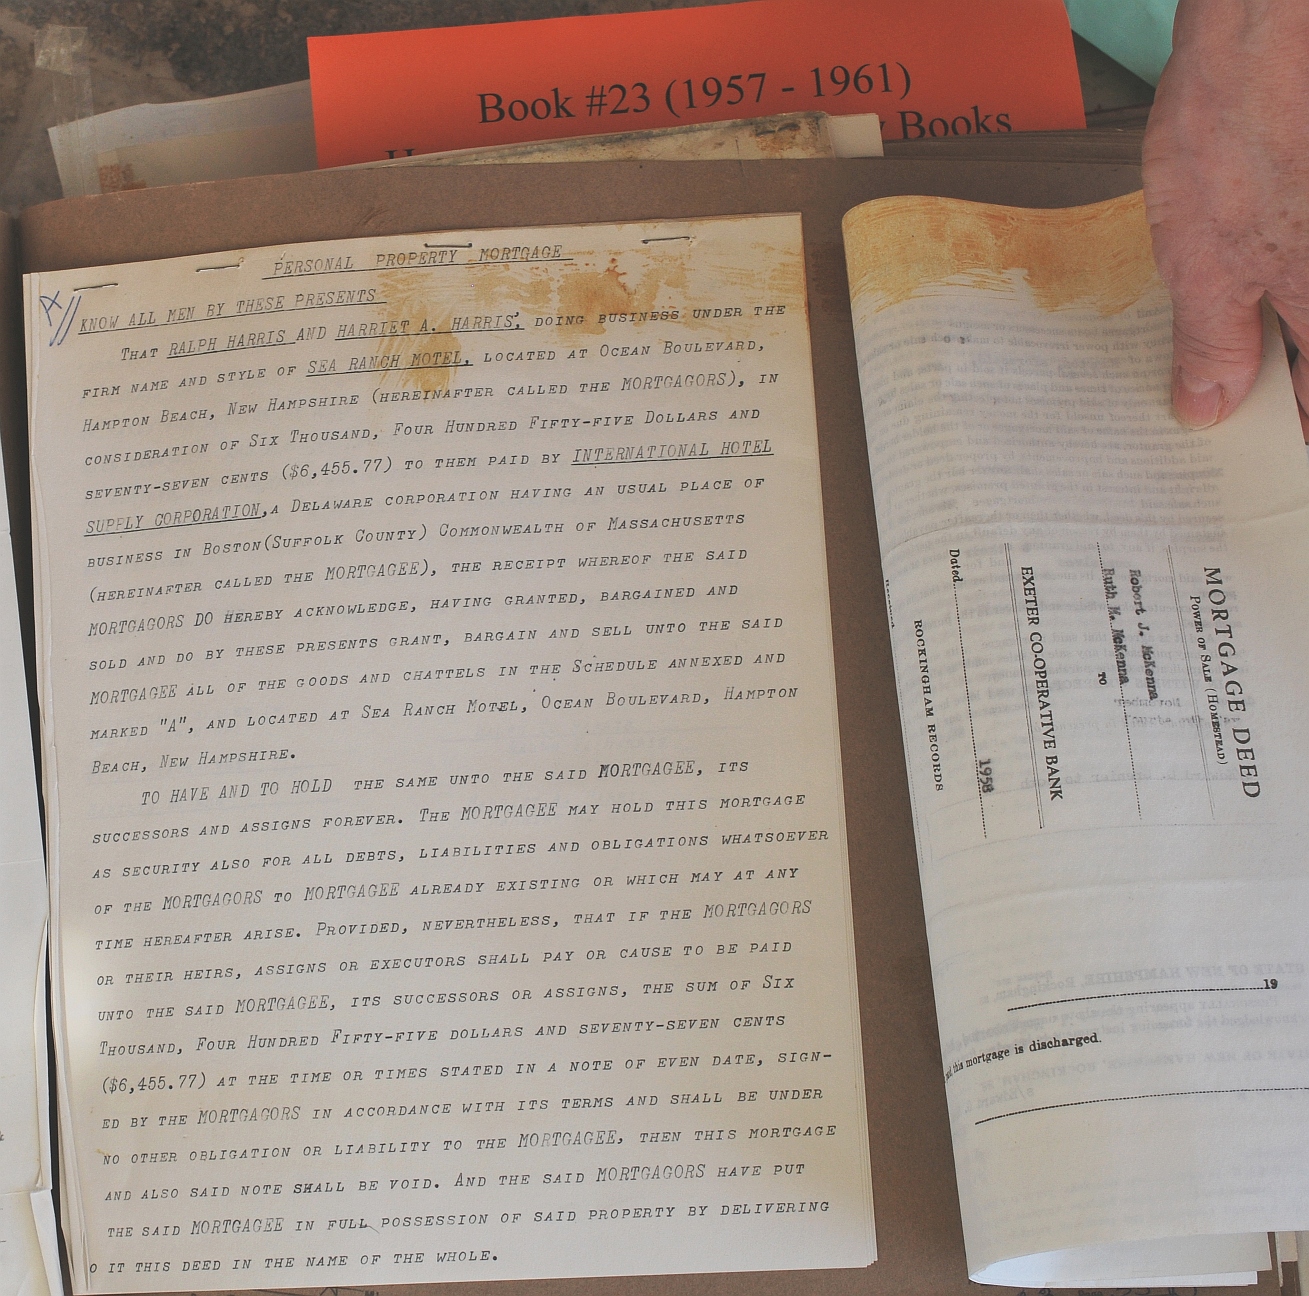 Book #23 (1957 - 1961)
Books
PERSONAL PROPERTY MORTGAGE
A
KNOW ALL MEN BY THESE PRESENTS
THAT RALPH HARRIS AND HARRIET A. HARRIS, DOING BUSINESS UNDER THE
FIRM NAME AND STYLE OF SEA RANCH MOTEL, LOCATED AT OCEAN BOULEVARD,
HAMPTON BEACH, NEW HAMPSHIRE (HEREINAFTER CALLED THE MORTGAGORS), IN
CONSIDERATION OF SIX THOUSAND, FOUR HUNDRED FIFTY-FIVE DOLLARS AND
SEVENTY-SEVEN CENTS ($6,455.77) TO THEM PAID BY INTERNATIONAL HOTEL
SUPPLY CORPORATION,A DELAWARE CORPORATION HAVING AN USUAL PLACE OF
BUSINESS IN BOSTON(SUFFOLK COUNTY) COMMONWEALTH OF MASSACHUSETTS
(HEREINAFTER CALLED THE MORTGAGEE), THE RECEIPT WHEREOF THE SAID
MORTGAGORS DO HEREBY ACKNOWLEDGE, HAVING GRANTED, BARGAINED AND
SOLD AND DO BY THESE PRESENTS GRANT, BARGAIN AND SELL UNTO THE SAID
MORTGAGEE ALL OF THE GOODS AND CHATTELS IN THE SCHEDULE ANNEXED AND
MARKED "A", AND LOCATED AT SEA RANCH MOTEL, OCEAN BOULEVARD, HAMPTON
BEACH, NEW HAMPSHIRE.
TO HAVE AND TO HOLD THE SAME UNTO THE SAID MORTGAGEE, ITS
SUCCESSORS AND ASSIGNS FOREVER. THE MORTGAGEE MAY HOLD THIS MORTGAGE
AS SECURITY ALSO FOR ALL DEBTS, LIABILITIES AND OBLIGATIONS WHATSOEVER
OF THE MORTGAGORS TO MORTGAGEE ALREADY EXISTING OR WHICH MAY AT ANY
TIME HEREAFTER ARISE. PROVIDED, NEVERTHELESS, THAT IF THE MORTGAGORS
OR THEIR HEIRS, ASSIGNS OR EXECUTORS SHALL PAY OR CAUSE TO BE PAID
UNTO THE SAID MORTGAGEE, ITS SUCCESSORS OR ASSIGNS, THE SUM OF SIX
THOUSAND, FOUR HUNDRED FIFTY-FIVE DOLLARS AND SEVENTY-SEVEN CENTS
($6,455.77) AT THE TIME OR TIMES STATED IN A NOTE OF EVEN DATE, SIGN-
ED BY THE MORTGAGORS IN ACCORDANCE WITH ITS TERMS AND SHALL BE UNDER
NO OTHER OBLIGATION OR LIABILITY TO THE MORTGAGEE, THEN THIS MORTGAGE
AND ALSO SAID NOTE SHALL BE VOID. AND THE SAID MORTGAGORS HAVE PUT
THE SAID MORTGAGEE IN FULL POSSESSION OF SAID PROPERTY BY DELIVERING
O IT THIS DEED IN THE NAME OF THE WHOLE.
MORTGAGE DEED
POWER OF SALE (HOMESTEAD)
Robert J. McKenna
Ruth M. McKenna
TO
EXETER CO-OPERATIVE BANK
Dated 1958
ROCKINGHAM RECORDS
19
this mortgage is discharged.